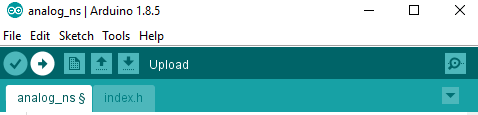 analog_ns | Arduino 1.8.5
File Edit Sketch Tools Help
Upload
analog_ns § index.h